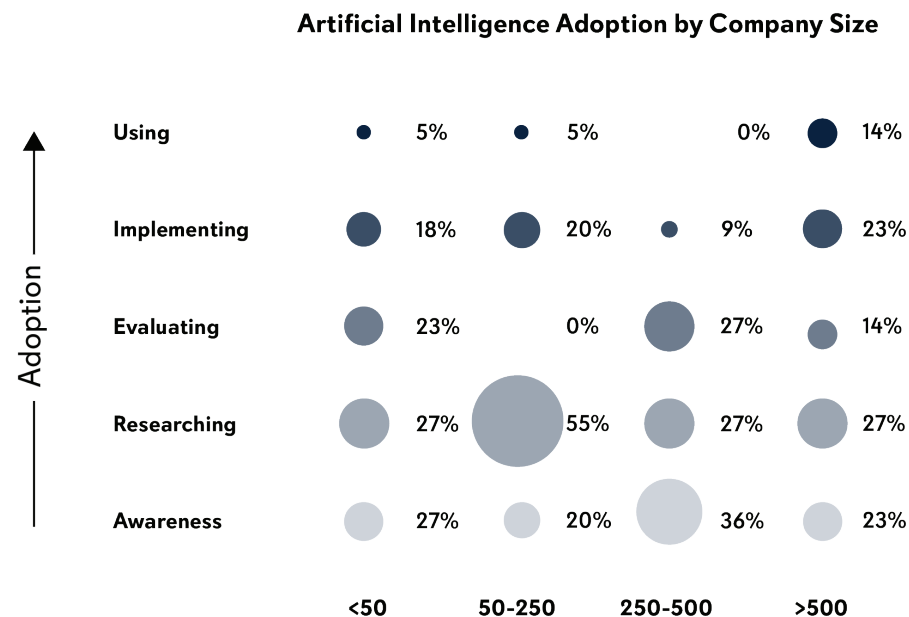 Artificial Intelligence Adoption by Company Size
Adoption
Using 5% 5% 0% 14%
Implementing 18% 20% 9% 23%
Evaluating 23% 0% 27% 14%
Researching 27% 55% 27% 27%
Awareness 27% 20% 36% 23%
<50 50-250 250-500 >500